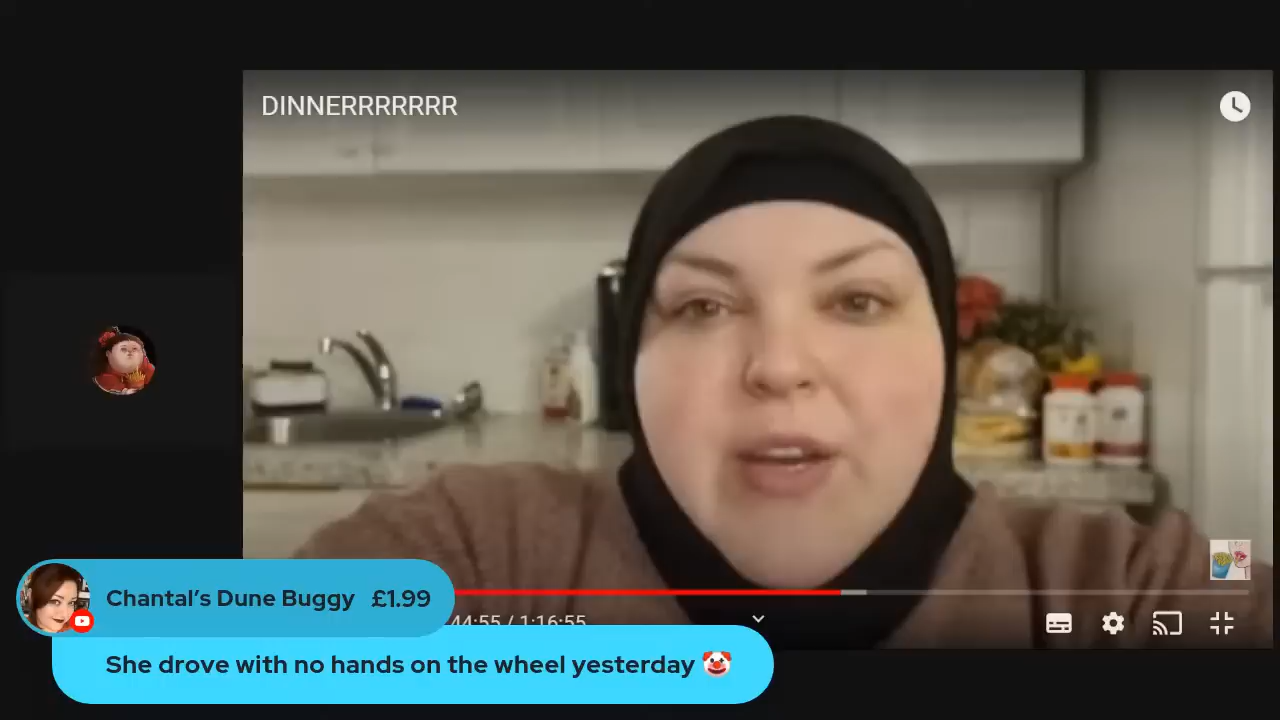 DINNERRRRRRR
Chantal's Dune Buggy £1.99
44:55 / 1:16:55
She drove with no hands on the wheel yesterday 🤡